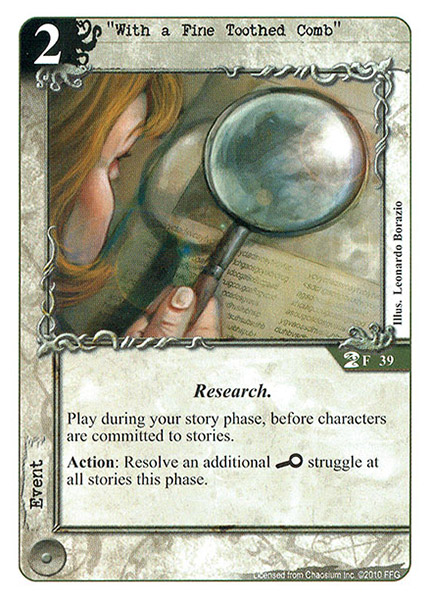 2
"With a Fine Toothed Comb"
Illus. Leonardo Borazio
F 39
Research.
Play during your story phase, before characters
are committed to stories.
Action: Resolve an additional struggle at
all stories this phase.
Event
Licensed from Chaosium Inc. ©2010 FFG